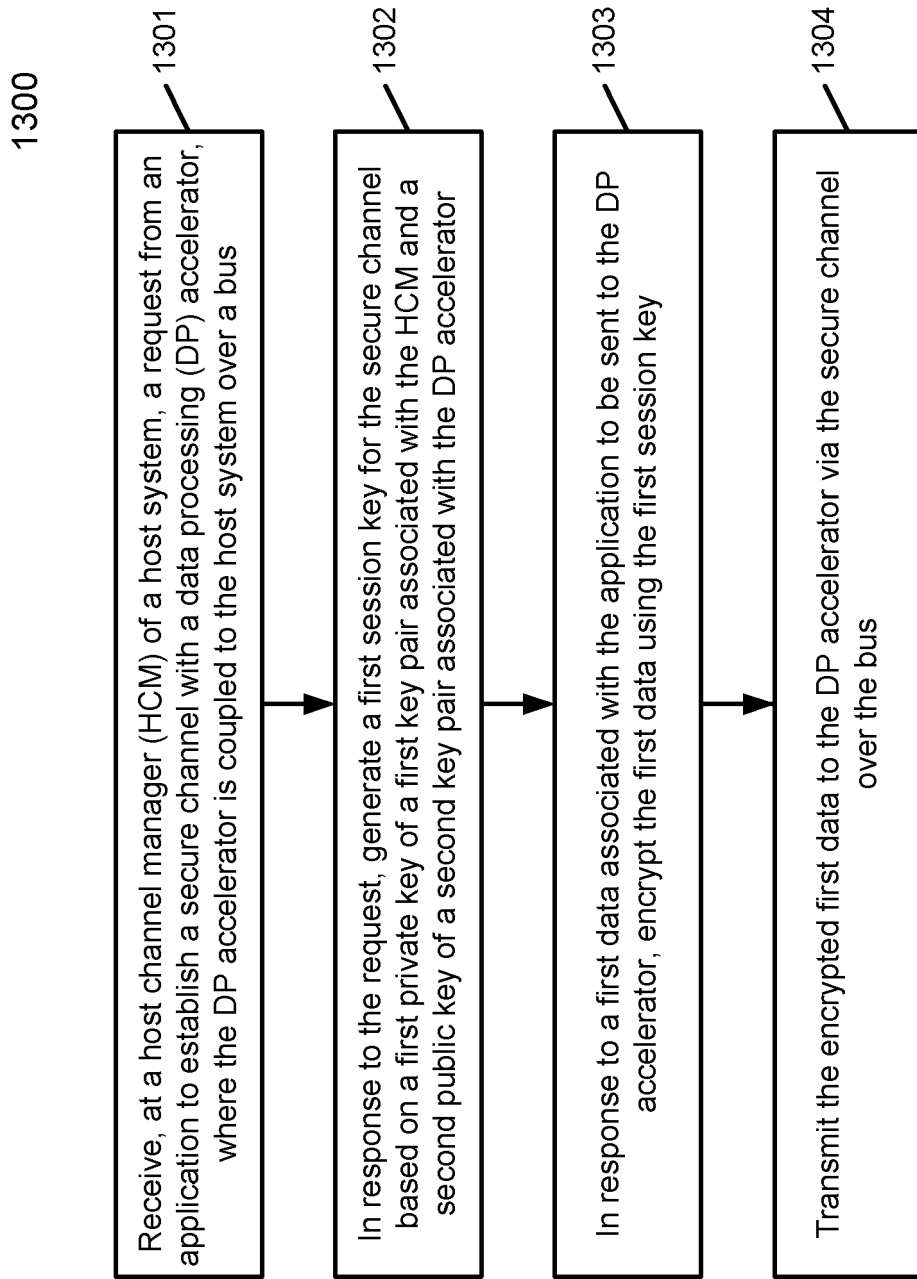 1300
Receive, at a host channel manager (HCM) of a host system, a request from an
application to establish a secure channel with a data processing (DP) accelerator,
where the DP accelerator is coupled to the host system over a bus
1301
In response to the request, generate a first session key for the secure channel
based on a first private key of a first key pair associated with the HCM and a
second public key of a second key pair associated with the DP accelerator
1302
In response to a first data associated with the application to be sent to the DP
accelerator, encrypt the first data using the first session key
1303
Transmit the encrypted first data to the DP accelerator via the secure channel
over the bus
1304